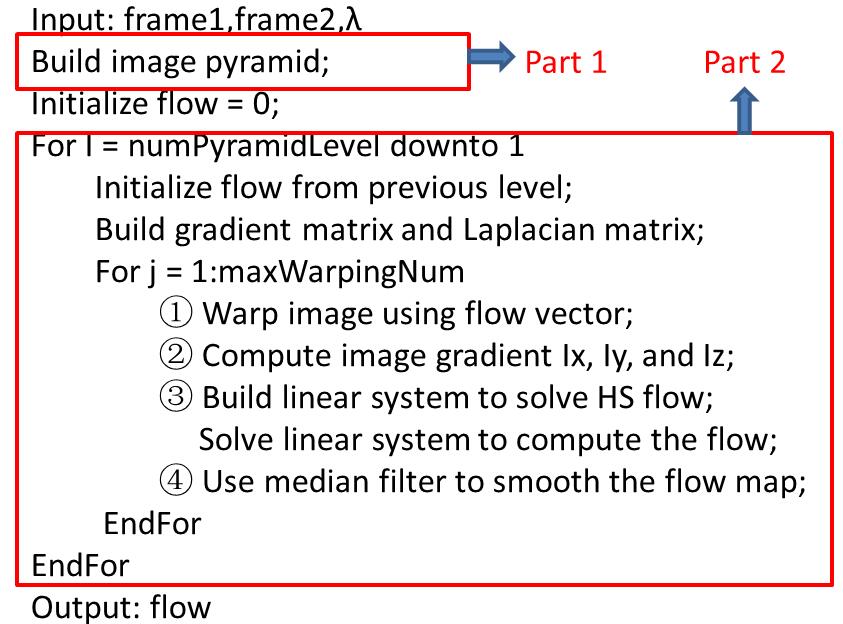 Input: frame1,frame2,λ
Build image pyramid;
Part 1
Part 2
Initialize flow = 0;
For l = numPyramidLevel downto 1
Initialize flow from previous level;
Build gradient matrix and Laplacian matrix;
For j = 1:maxWarpingNum
① Warp image using flow vector;
② Compute image gradient Ix, Iy, and Iz;
③ Build linear system to solve HS flow;
Solve linear system to compute the flow;
④ Use median filter to smooth the flow map;
EndFor
EndFor
Output: flow